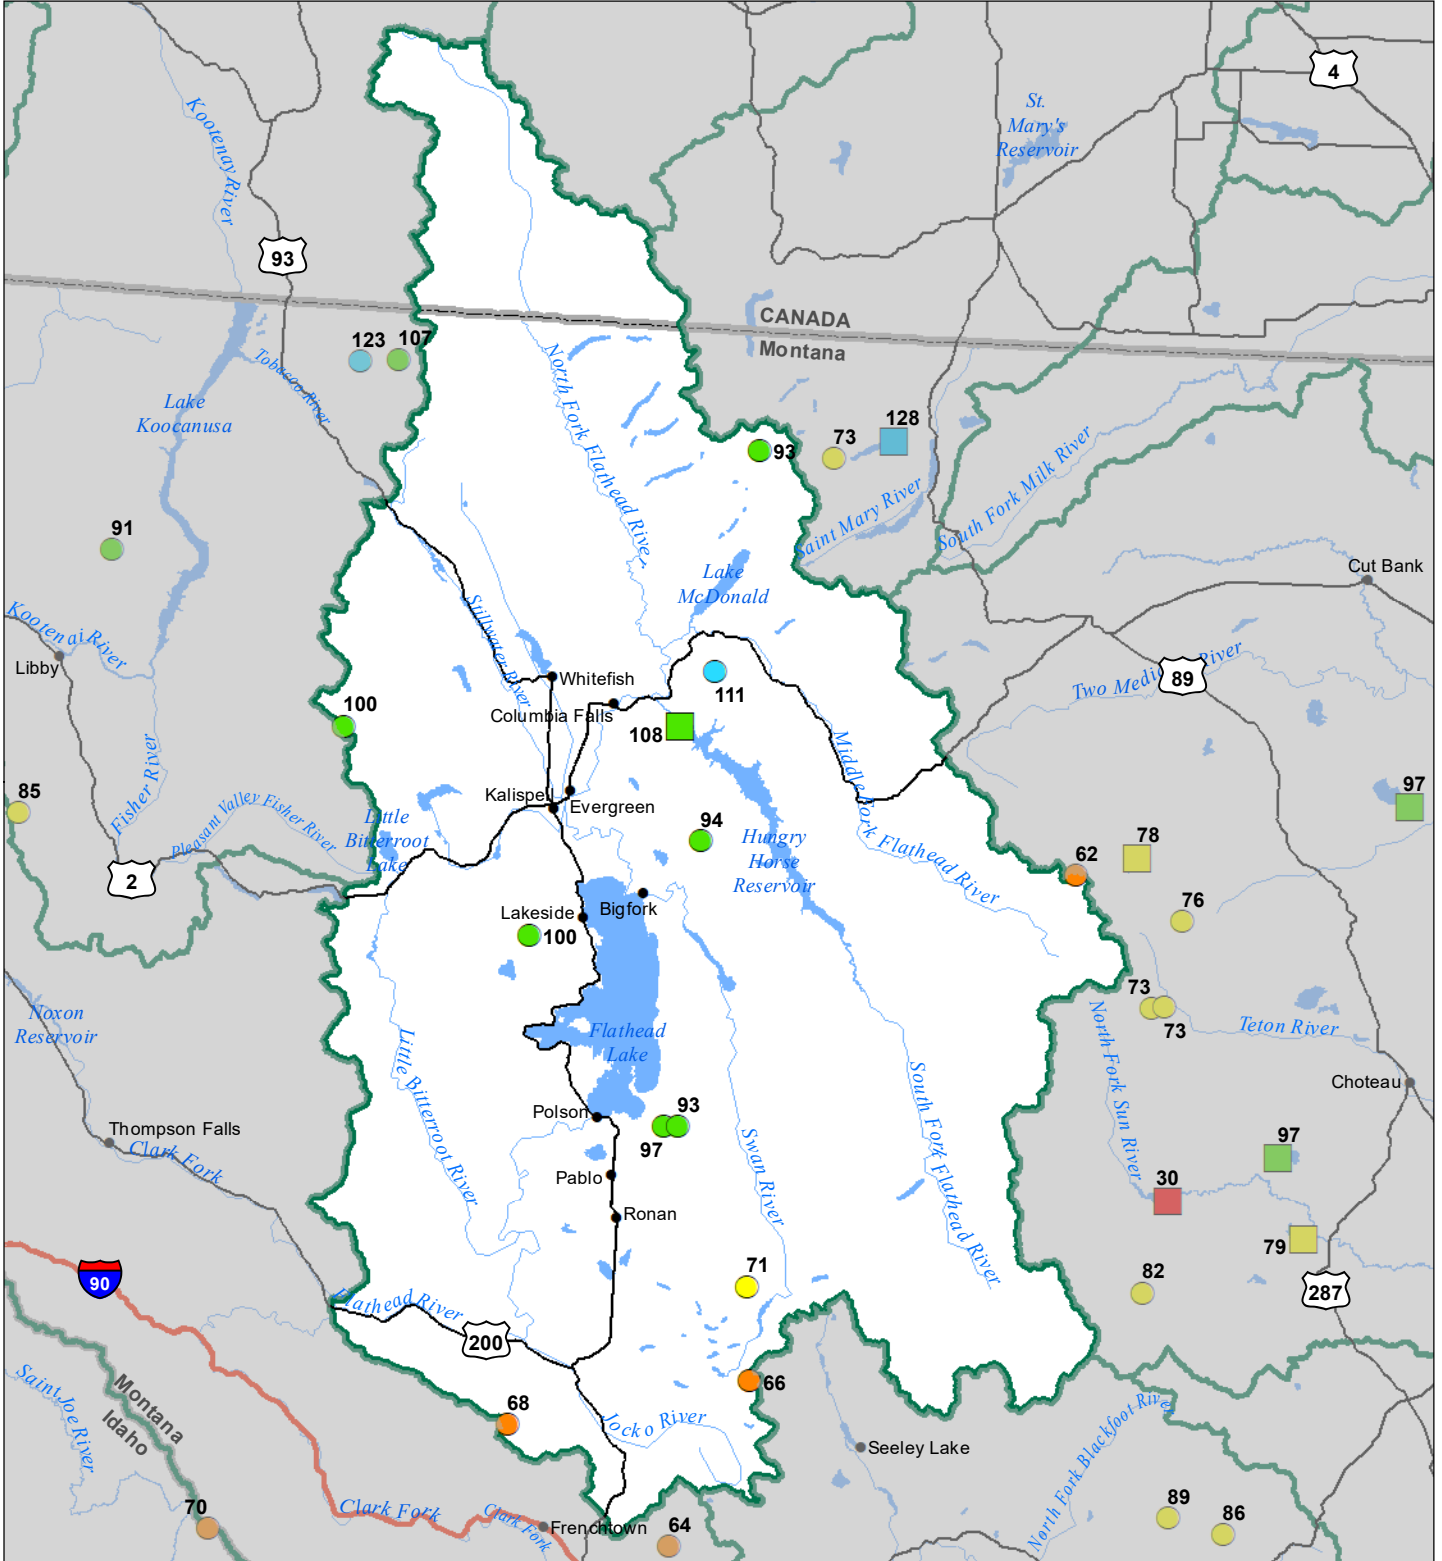 4
St.
Mary's
Reservoir
Kootenay River
93
CANADA
Montana
123
107
Tobacco River
North Fork Flathead River
Lake
Koocanusa
93
73
128
Saint Mary River
South Fork Milk River
91
Lake
McDonald
Cut Bank
Kootenai River
Libby
Stillwater River
Whitefish
111
Two Medicine River
89
100
Columbia Falls
108
Middle Fork Flathead River
Fisher River
85
97
Kalispell
Evergreen
Pleasant Valley Fisher River
Little
Bitterroot
Lake
94
Hungry
Horse
Reservoir
78
62
2
Lakeside
Bigfork
76
100
73
73
Noxon
Reservoir
Flathead
Lake
North Fork Sun River
Teton River
Little Bitterroot River
South Fork Flathead River
Choteau
Polson
93
97
Thompson Falls
Clark Fork
Swan River
Pablo
97
30
Ronan
79
90
71
82
287
Flathead River
200
Saint Joe River
Montana
Idaho
66
68
Jocko River
North Fork Blackfoot River
Seeley Lake
70
Clark Fork
Clark Fork
Frenchtown
64
89
86